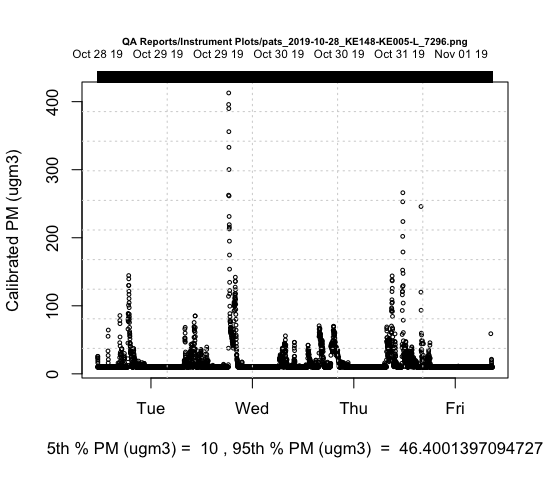 QA Reports/Instrument Plots/pats_2019-10-28_KE148-KE005-L_7296.png
Oct 28 19 Oct 29 19 Oct 29 19 Oct 30 19 Oct 30 19 Oct 31 19 Nov 01 19
Calibrated PM (ugm3)
400
300
200
100
0
Tue Wed Thu Fri
5th % PM (ugm3) = 10 , 95th % PM (ugm3) = 46.4001397094727